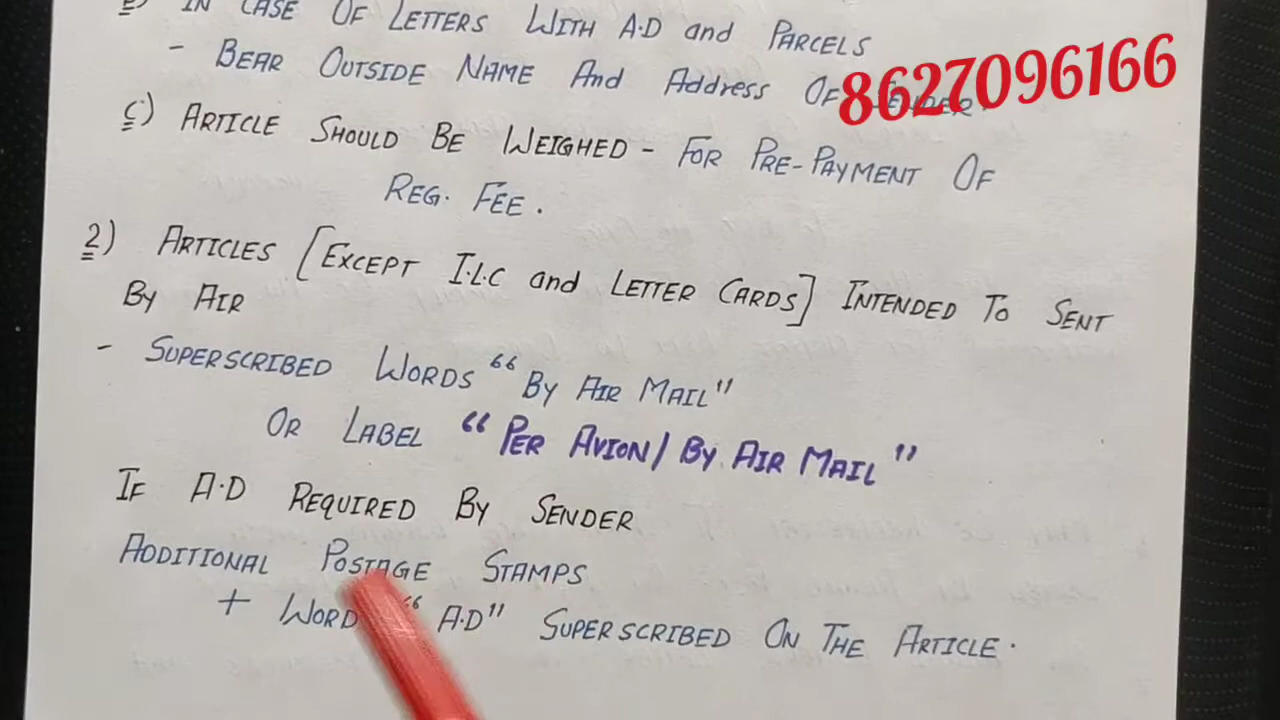 b) IN CASE OF LETTERS WITH A.D and PARCELS
- BEAR OUTSIDE NAME And Address OF SENDER.
8627096166
c) ARTICLE SHOULD BE WEIGHED - FOR PRE-PAYMENT OF
REG. FEE.
2) ARTICLES [EXCEPT I.L.C and LETTER CARDS] INTENDED TO SENT
By AIR
- SUPERSCRIBED WORDS "By AIR MAIL"
OR LABEL "PER AVION/By AIR MAIL"
IF A.D REQUIRED By SENDER
ADDITIONAL POSTAGE STAMPS
+ WORD "A.D" SUPERSCRIBED ON THE ARTICLE.